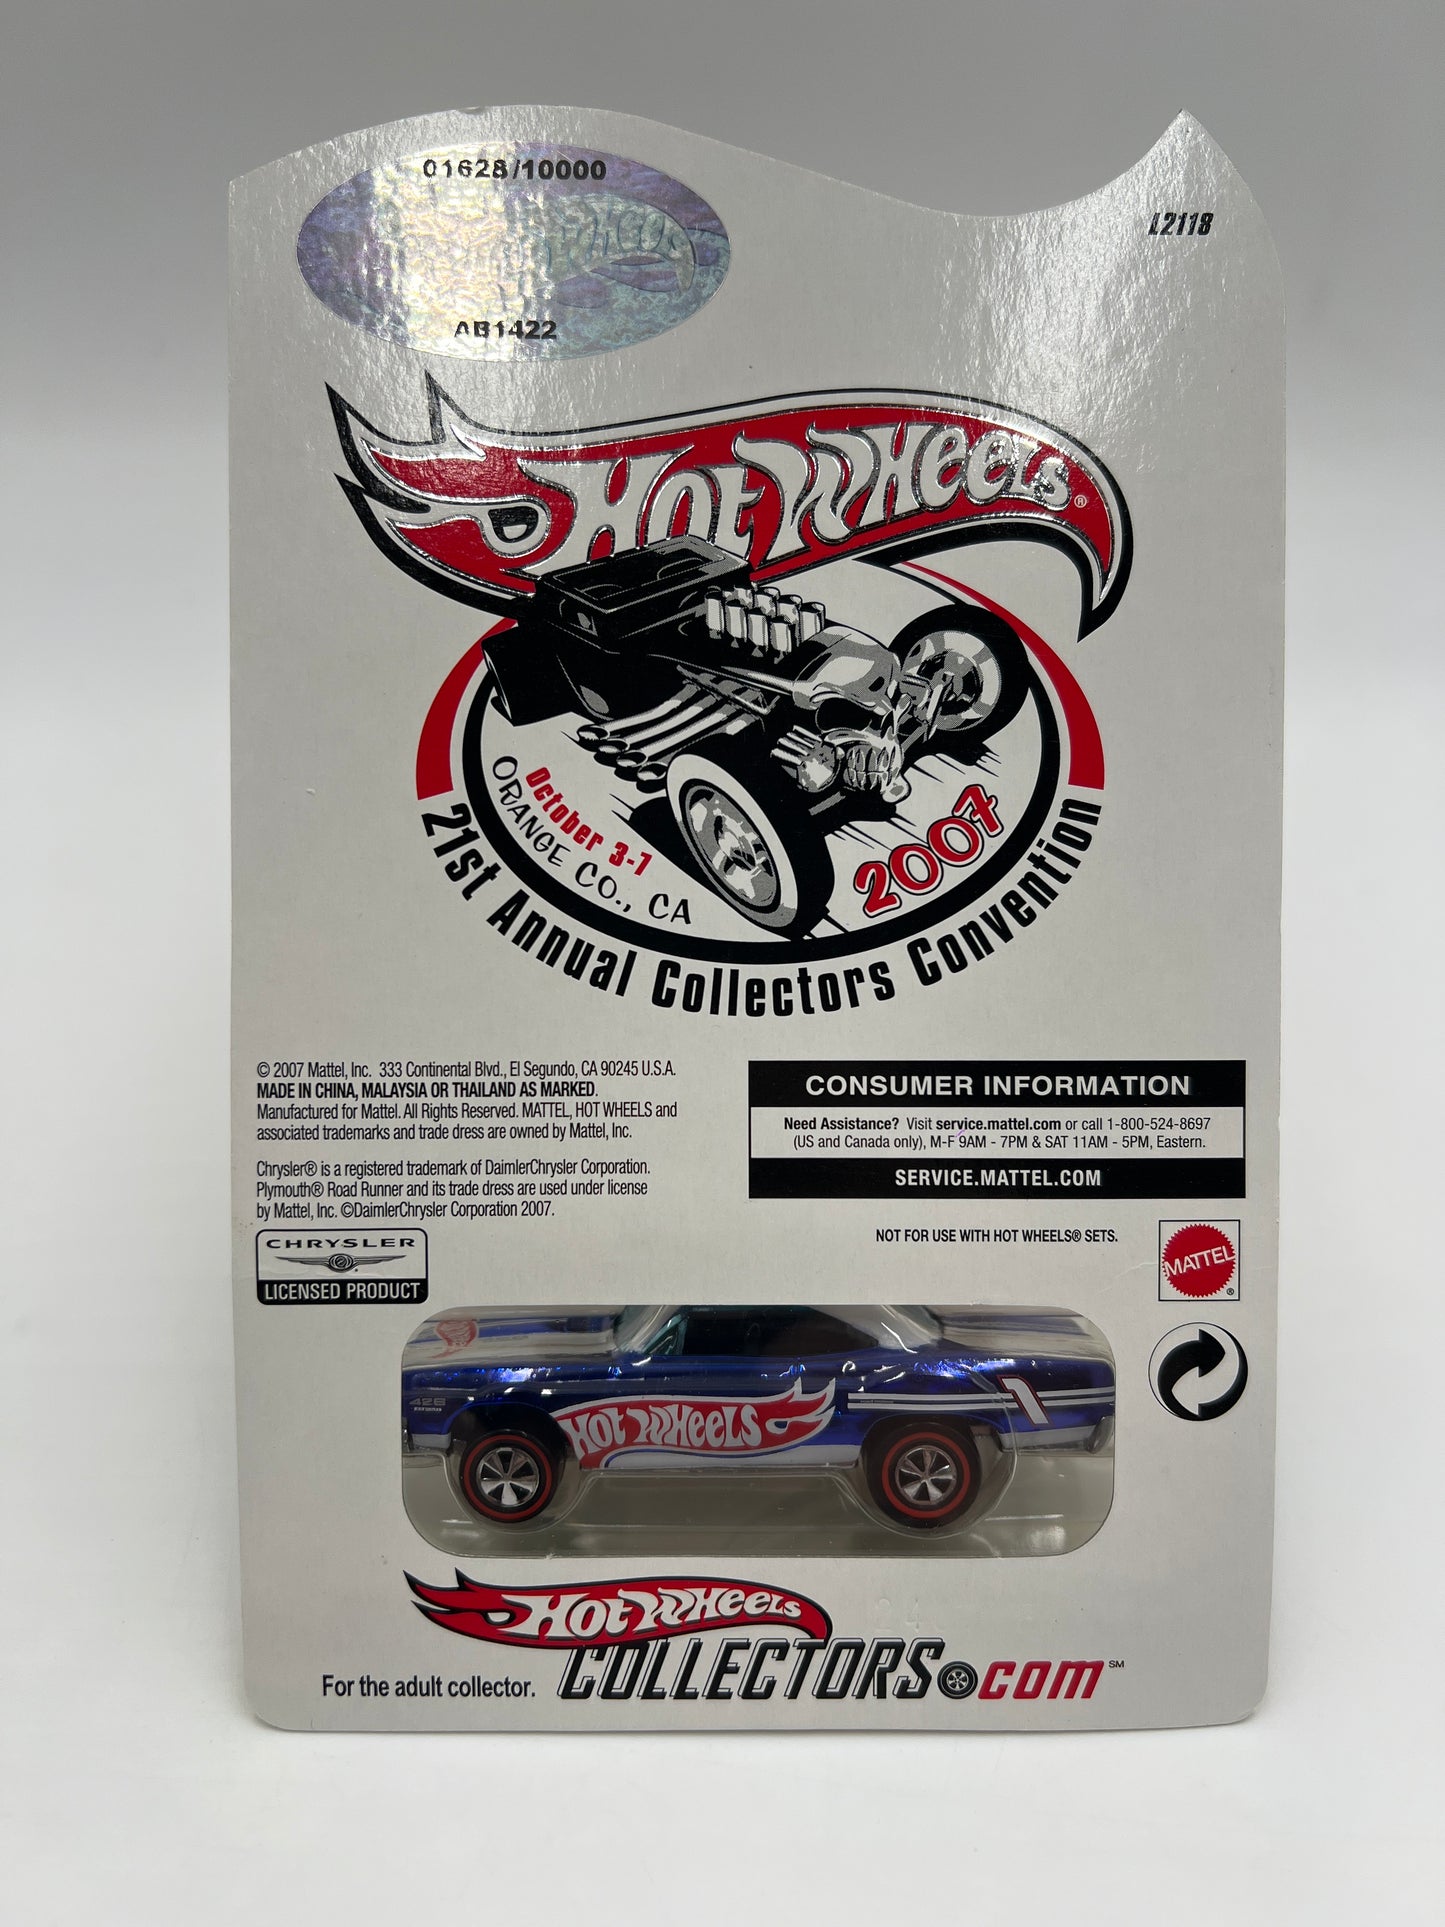 01628/10000
AB1422
L2118
Hot Wheels®
October 3-7
ORANGE CO., CA
2007
21st Annual Collectors Convention
© 2007 Mattel, Inc. 333 Continental Blvd., El Segundo, CA 90245 U.S.A.
MADE IN CHINA, MALAYSIA OR THAILAND AS MARKED.
Manufactured for Mattel. All Rights Reserved. MATTEL, HOT WHEELS and
associated trademarks and trade dress are owned by Mattel, Inc.
Chrysler® is a registered trademark of DaimlerChrysler Corporation.
Plymouth® Road Runner and its trade dress are used under license
by Mattel, Inc. ©DaimlerChrysler Corporation 2007.
CHRYSLER
LICENSED PRODUCT
CONSUMER INFORMATION
Need Assistance? Visit service.mattel.com or call 1-800-524-8697
(US and Canada only), M-F 9AM - 7PM & SAT 11AM - 5PM, Eastern.
SERVICE.MATTEL.COM
NOT FOR USE WITH HOT WHEELS® SETS.
MATTEL®
426
HOT WHEELS
1
HOT WHEELS
COLLECTORS.COM℠
For the adult collector.